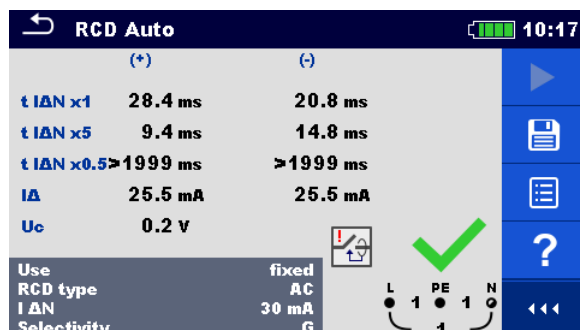 RCD Auto 10:17
(+) (-)
t IΔN x1 28.4 ms 20.8 ms
t IΔN x5 9.4 ms 14.8 ms
t IΔN x0.5 >1999 ms >1999 ms
IΔ 25.5 mA 25.5 mA
Uc 0.2 V
Use fixed
RCD type AC
I ΔN 30 mA
Selectivity G
L PE N
1 1
1
?